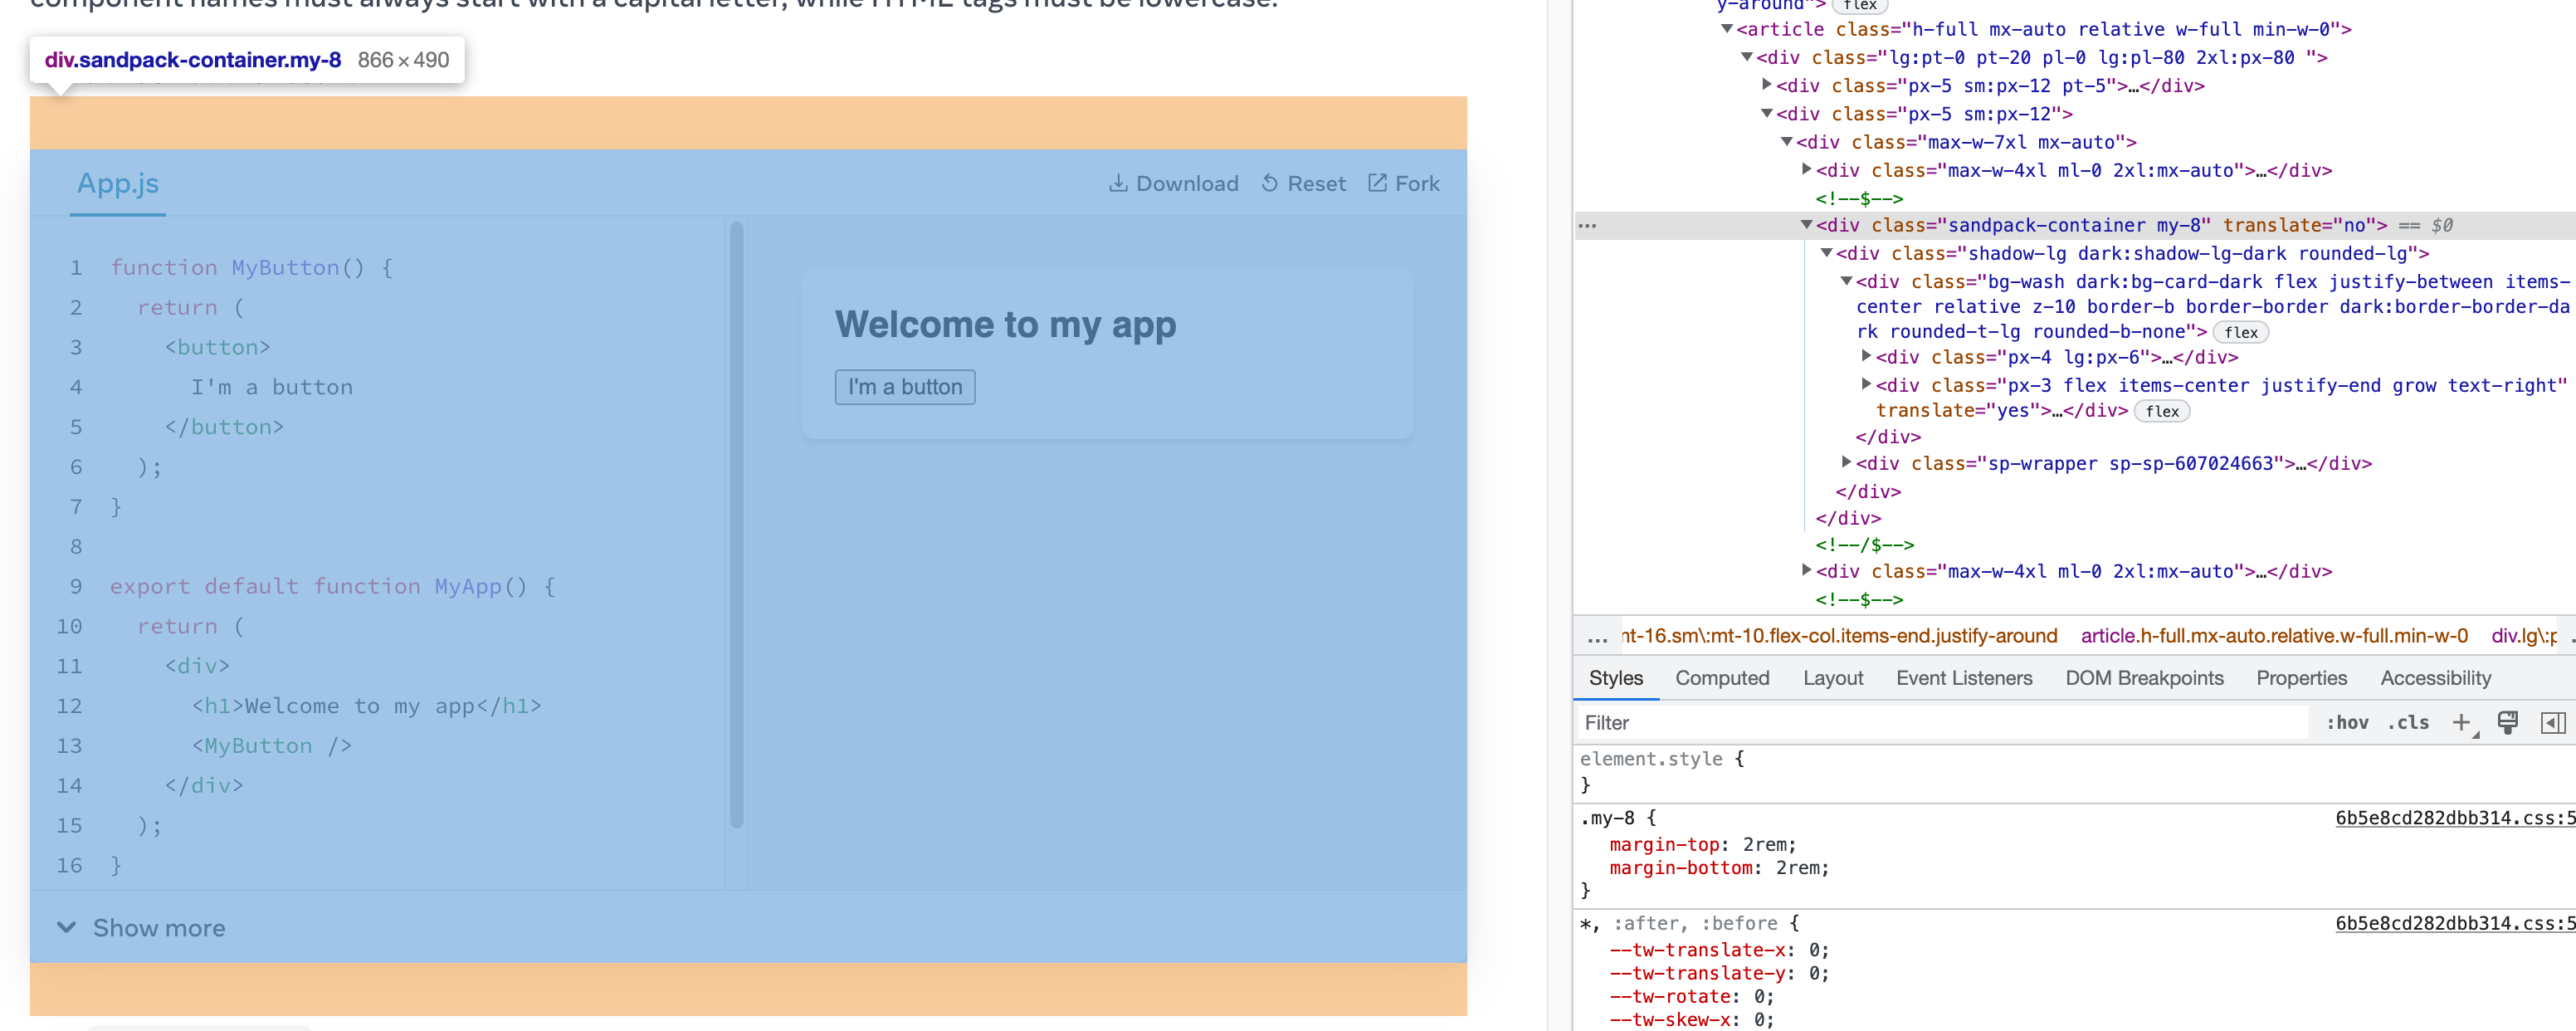 component names must always start with a capital letter, while HTML tags must be lowercase.
div.sandpack-container.my-8 866×490
App.js
Download Reset Fork
1 function MyButton() {
2 return (
3 <button>
4 I'm a button
5 </button>
6 );
7 }
8
9 export default function MyApp() {
10 return (
11 <div>
12 <h1>Welcome to my app</h1>
13 <MyButton />
14 </div>
15 );
16 }
Show more
Welcome to my app
I'm a button
y-around"> flex
<article class="h-full mx-auto relative w-full min-w-0">
<div class="lg:pt-0 pt-20 pl-0 lg:pl-80 2xl:px-80 ">
<div class="px-5 sm:px-12 pt-5">…</div>
<div class="px-5 sm:px-12">
<div class="max-w-7xl mx-auto">
<div class="max-w-4xl ml-0 2xl:mx-auto">…</div>
<!--$-->
… <div class="sandpack-container my-8" translate="no"> == $0
<div class="shadow-lg dark:shadow-lg-dark rounded-lg">
<div class="bg-wash dark:bg-card-dark flex justify-between items-
center relative z-10 border-b border-border dark:border-border-da
rk rounded-t-lg rounded-b-none"> flex
<div class="px-4 lg:px-6">…</div>
<div class="px-3 flex items-center justify-end grow text-right"
translate="yes">…</div> flex
</div>
<div class="sp-wrapper sp-sp-607024663">…</div>
</div>
</div>
<!--/$-->
<div class="max-w-4xl ml-0 2xl:mx-auto">…</div>
<!--$-->
… nt-16.sm\:mt-10.flex-col.items-end.justify-around article.h-full.mx-auto.relative.w-full.min-w-0 div.lg\:p
Styles Computed Layout Event Listeners DOM Breakpoints Properties Accessibility
Filter :hov .cls +
element.style {
}
.my-8 { 6b5e8cd282dbb314.css:5
margin-top: 2rem;
margin-bottom: 2rem;
}
*, :after, :before { 6b5e8cd282dbb314.css:5
--tw-translate-x: 0;
--tw-translate-y: 0;
--tw-rotate: 0;
--tw-skew-x: 0;